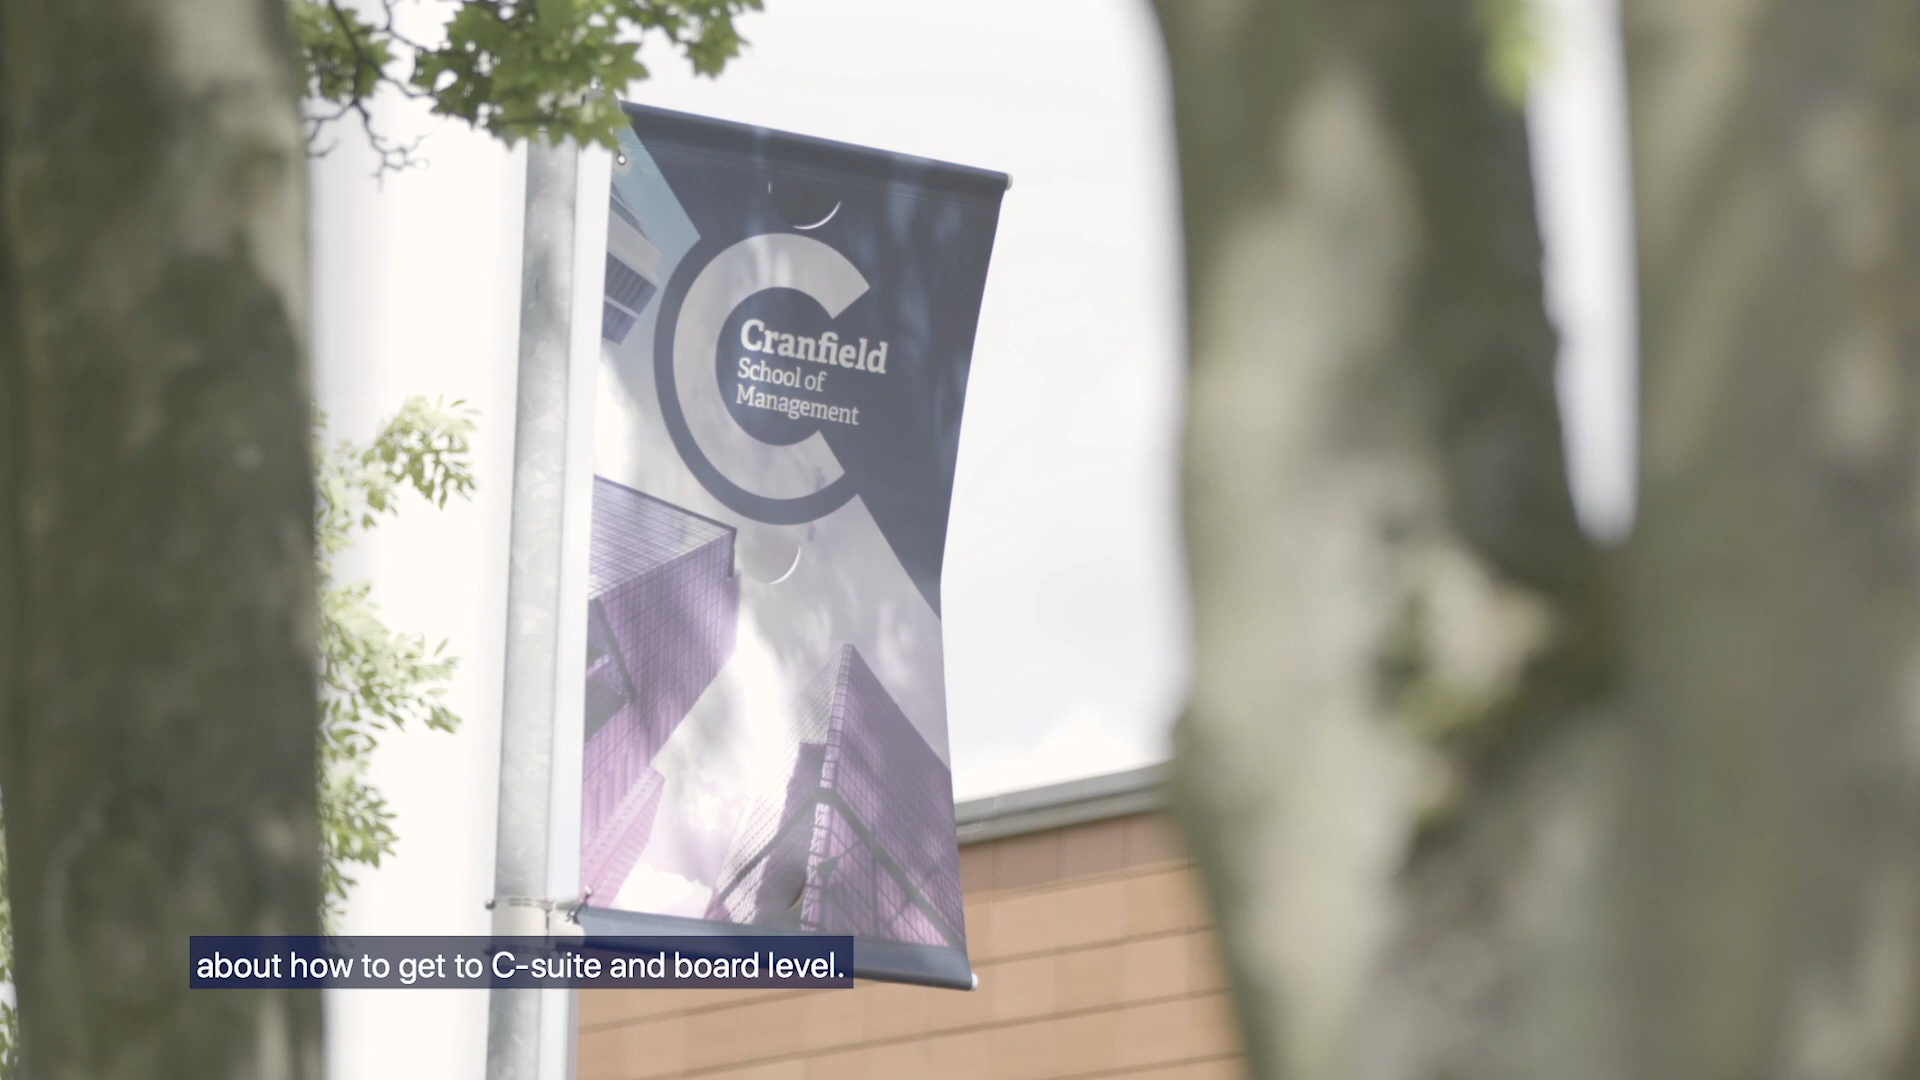 Cranfield
School of
Management
about how to get to C-suite and board level.